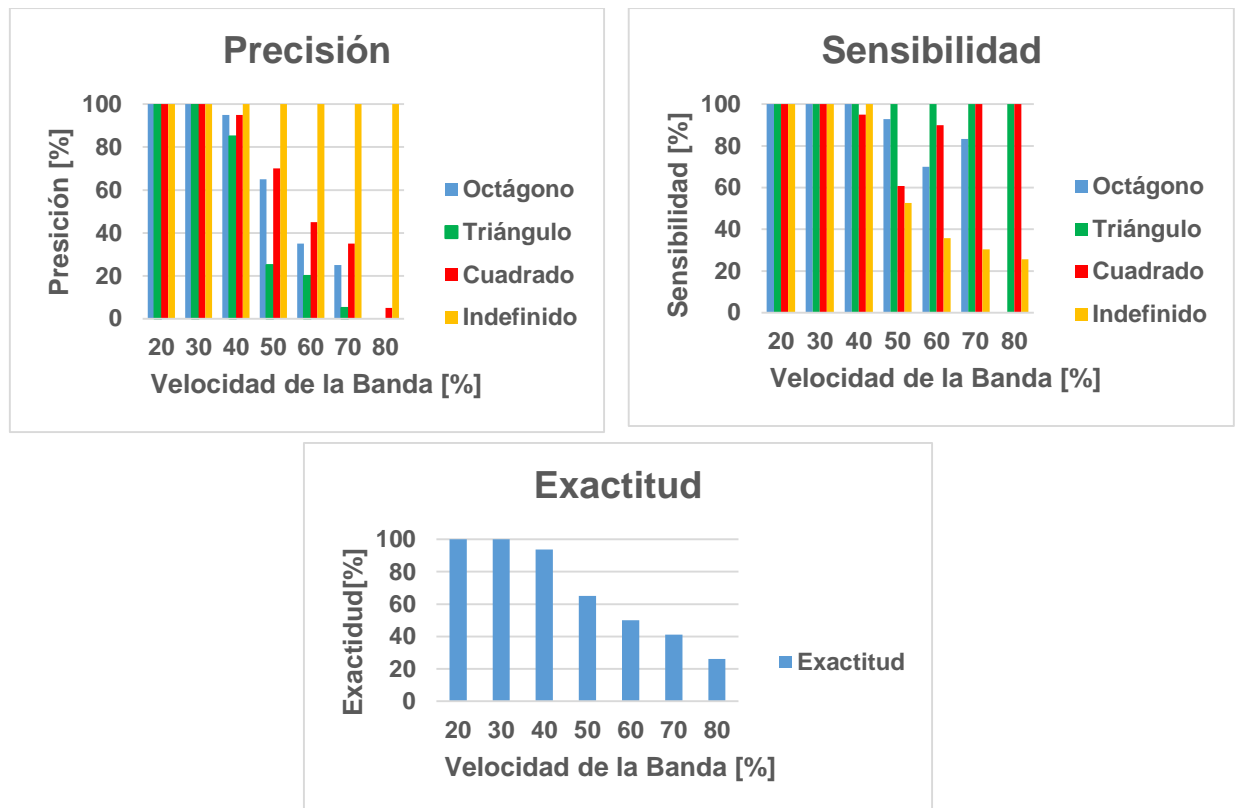 Precisión
Presición [%]
100
80
60
40
20
0
20 30 40 50 60 70 80
Velocidad de la Banda [%]
Octágono
Triángulo
Cuadrado
Indefinido
Sensibilidad
Sensibilidad [%]
100
80
60
40
20
0
20 30 40 50 60 70 80
Velocidad de la Banda [%]
Octágono
Triángulo
Cuadrado
Indefinido
Exactitud
Exactidud[%]
100
80
60
40
20
0
20 30 40 50 60 70 80
Velocidad de la Banda [%]
Exactitud